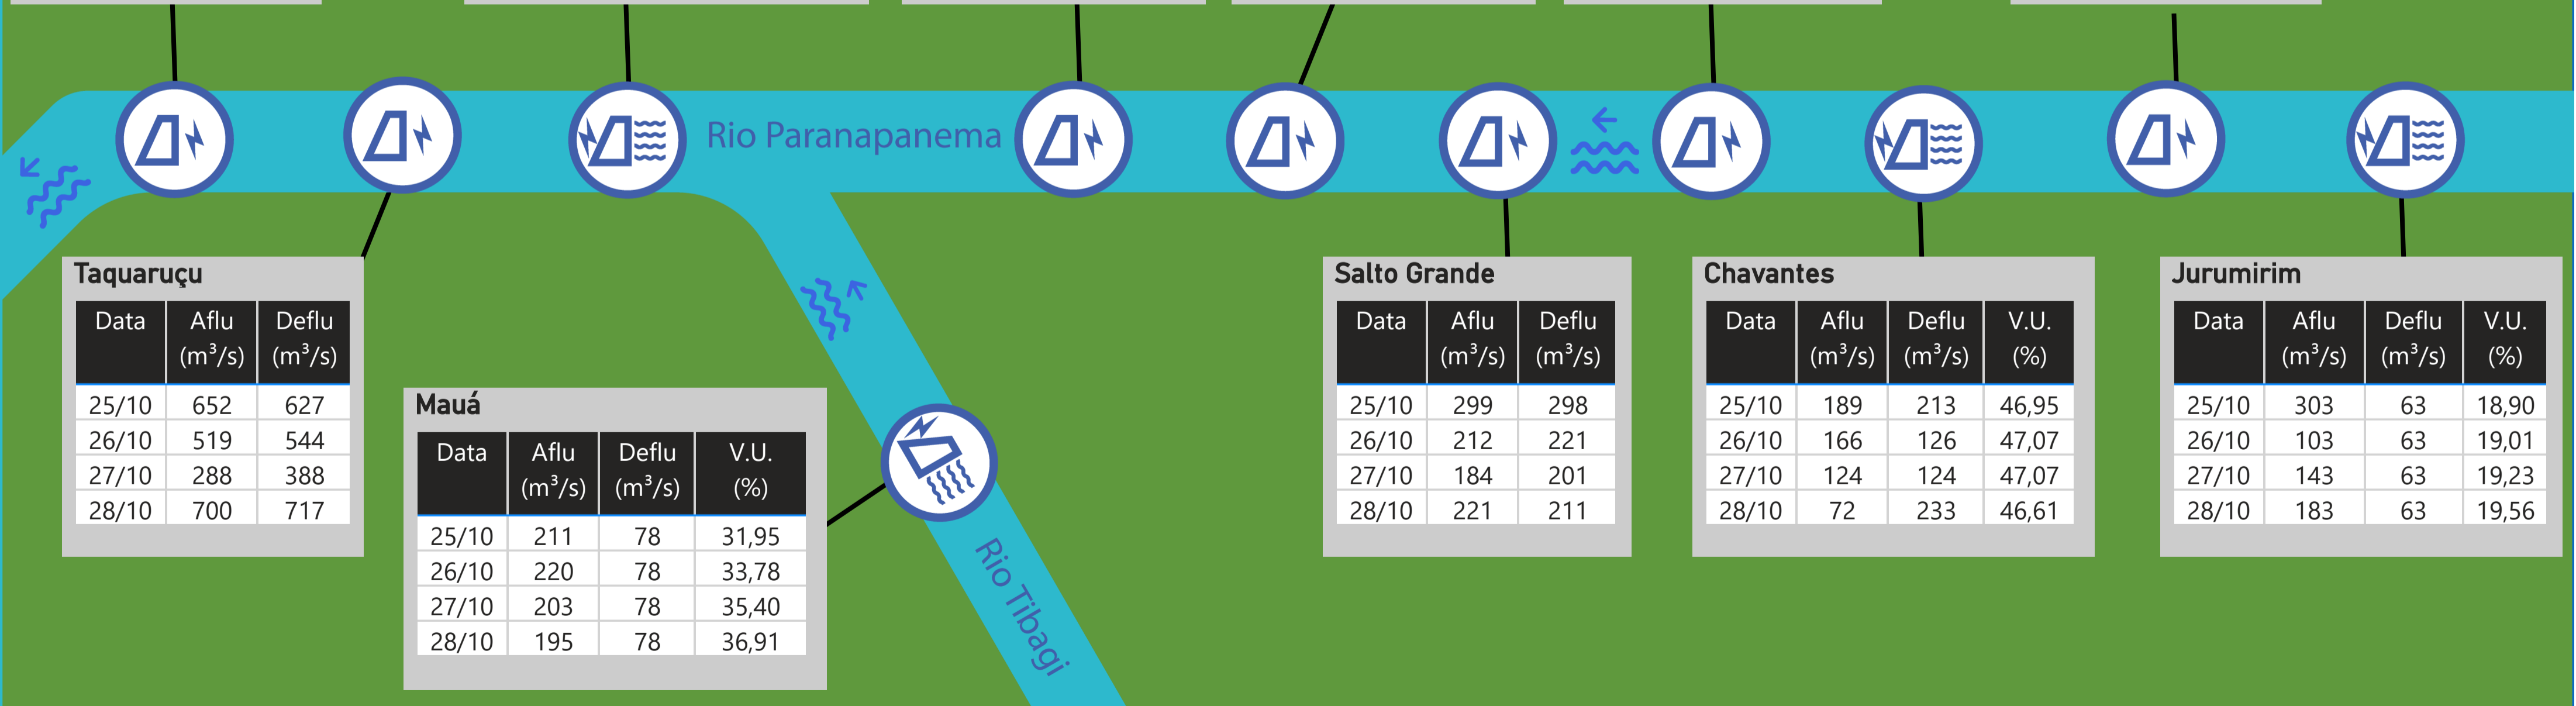 Rio Paranapanema
Taquaruçu
Data Aflu (m³/s) Deflu (m³/s)
25/10 652 627
26/10 519 544
27/10 288 388
28/10 700 717
Mauá
Data Aflu (m³/s) Deflu (m³/s) V.U. (%)
25/10 211 78 31,95
26/10 220 78 33,78
27/10 203 78 35,40
28/10 195 78 36,91
Rio Tibagi
Salto Grande
Data Aflu (m³/s) Deflu (m³/s)
25/10 299 298
26/10 212 221
27/10 184 201
28/10 221 211
Chavantes
Data Aflu (m³/s) Deflu (m³/s) V.U. (%)
25/10 189 213 46,95
26/10 166 126 47,07
27/10 124 124 47,07
28/10 72 233 46,61
Jurumirim
Data Aflu (m³/s) Deflu (m³/s) V.U. (%)
25/10 303 63 18,90
26/10 103 63 19,01
27/10 143 63 19,23
28/10 183 63 19,56